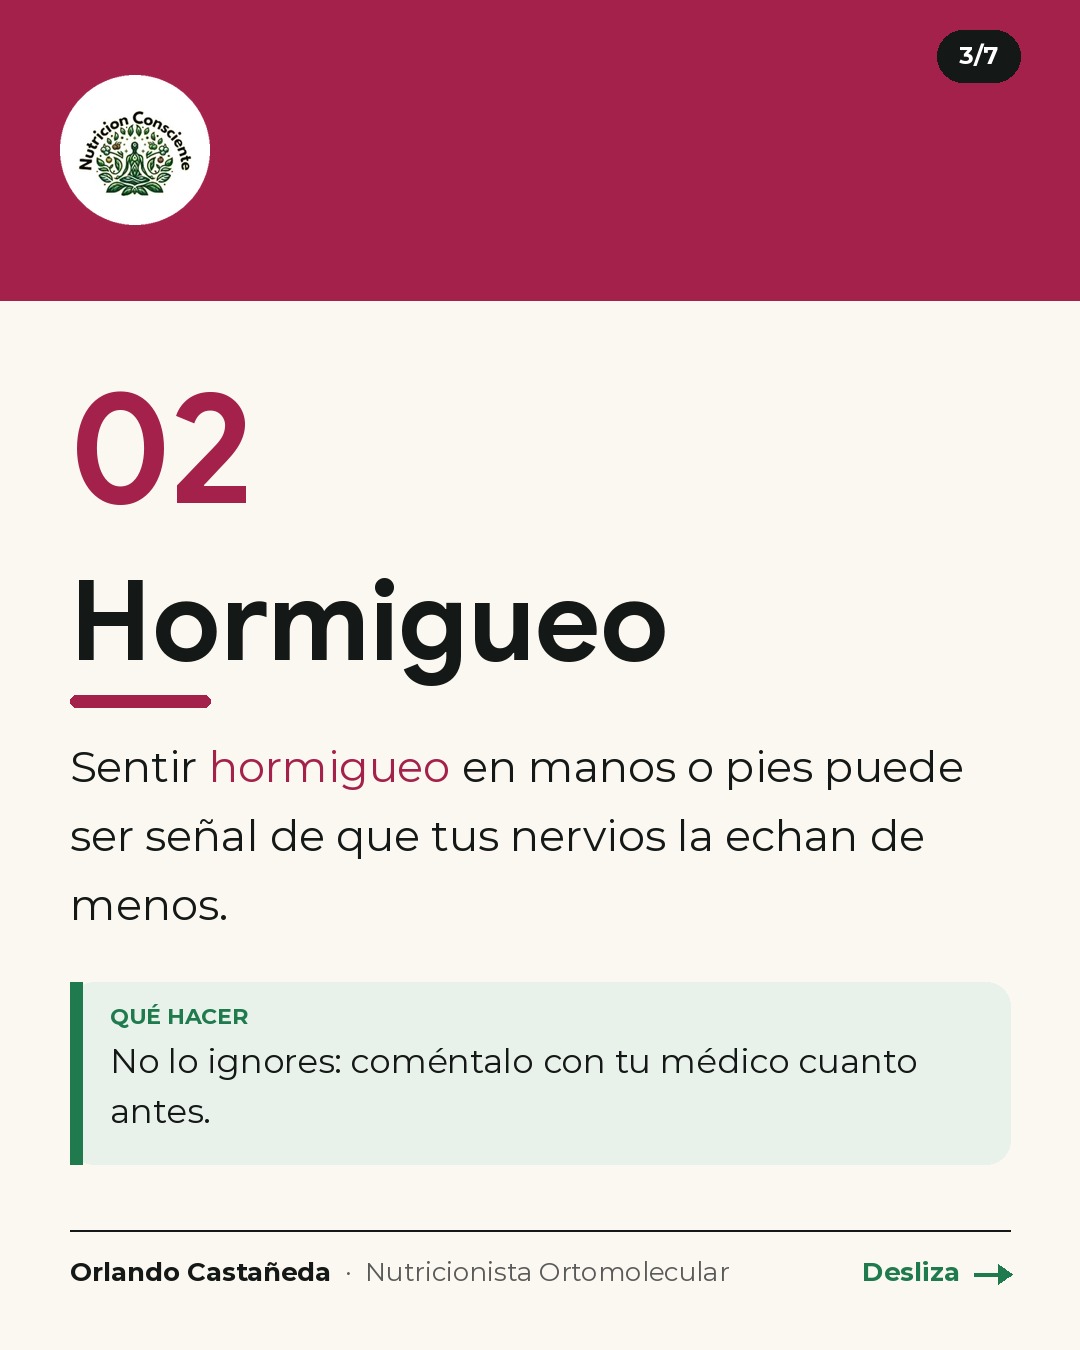 3/7
Nutricion Consciente
02
Hormigueo
Sentir hormigueo en manos o pies puede
ser señal de que tus nervios la echan de
menos.
QUÉ HACER
No lo ignores: coméntalo con tu médico cuanto
antes.
Orlando Castañeda · Nutricionista Ortomolecular
Desliza